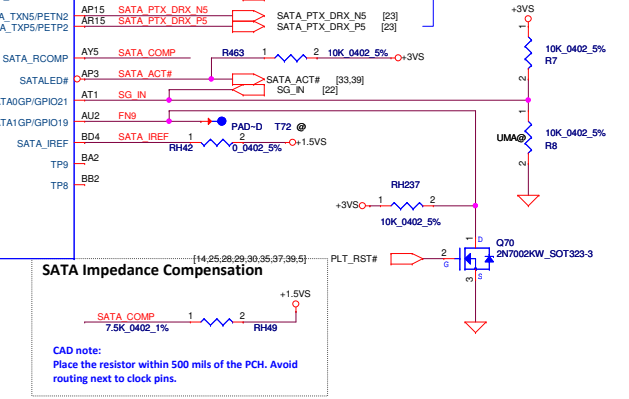 A_TXN5/PETN2 AP15 SATA_PTX_DRX_N5 SATA_PTX_DRX_N5 [23]
A_TXP5/PETP2 AR15 SATA_PTX_DRX_P5 SATA_PTX_DRX_P5 [23]
+3VS
SATA_RCOMP AY5 SATA_COMP R463 1 2 10K_0402_5% +3VS
10K_0402_5%
R7
1
2
SATALED# AP3 SATA_ACT# SATA_ACT# [33,39]
ATA0GP/GPIO21 AT1 SG_IN SG_IN [22]
ATA1GP/GPIO19 AU2 FN9 PAD~D T72 @
SATA_IREF BD4 SATA_IREF 1 2 +1.5VS
RH42 0_0402_5%
1
2
UMA@
10K_0402_5%
R8
TP9 BA2
TP8 BB2
RH237
+3VS 1 2
10K_0402_5%
1 D
Q70
2N7002KW_SOT323-3
[14,25,28,29,30,35,37,39,5] PLT_RST# 2
G
3 S
SATA Impedance Compensation
+1.5VS
SATA_COMP 1 2
7.5K_0402_1% RH49
CAD note:
Place the resistor within 500 mils of the PCH. Avoid
routing next to clock pins.